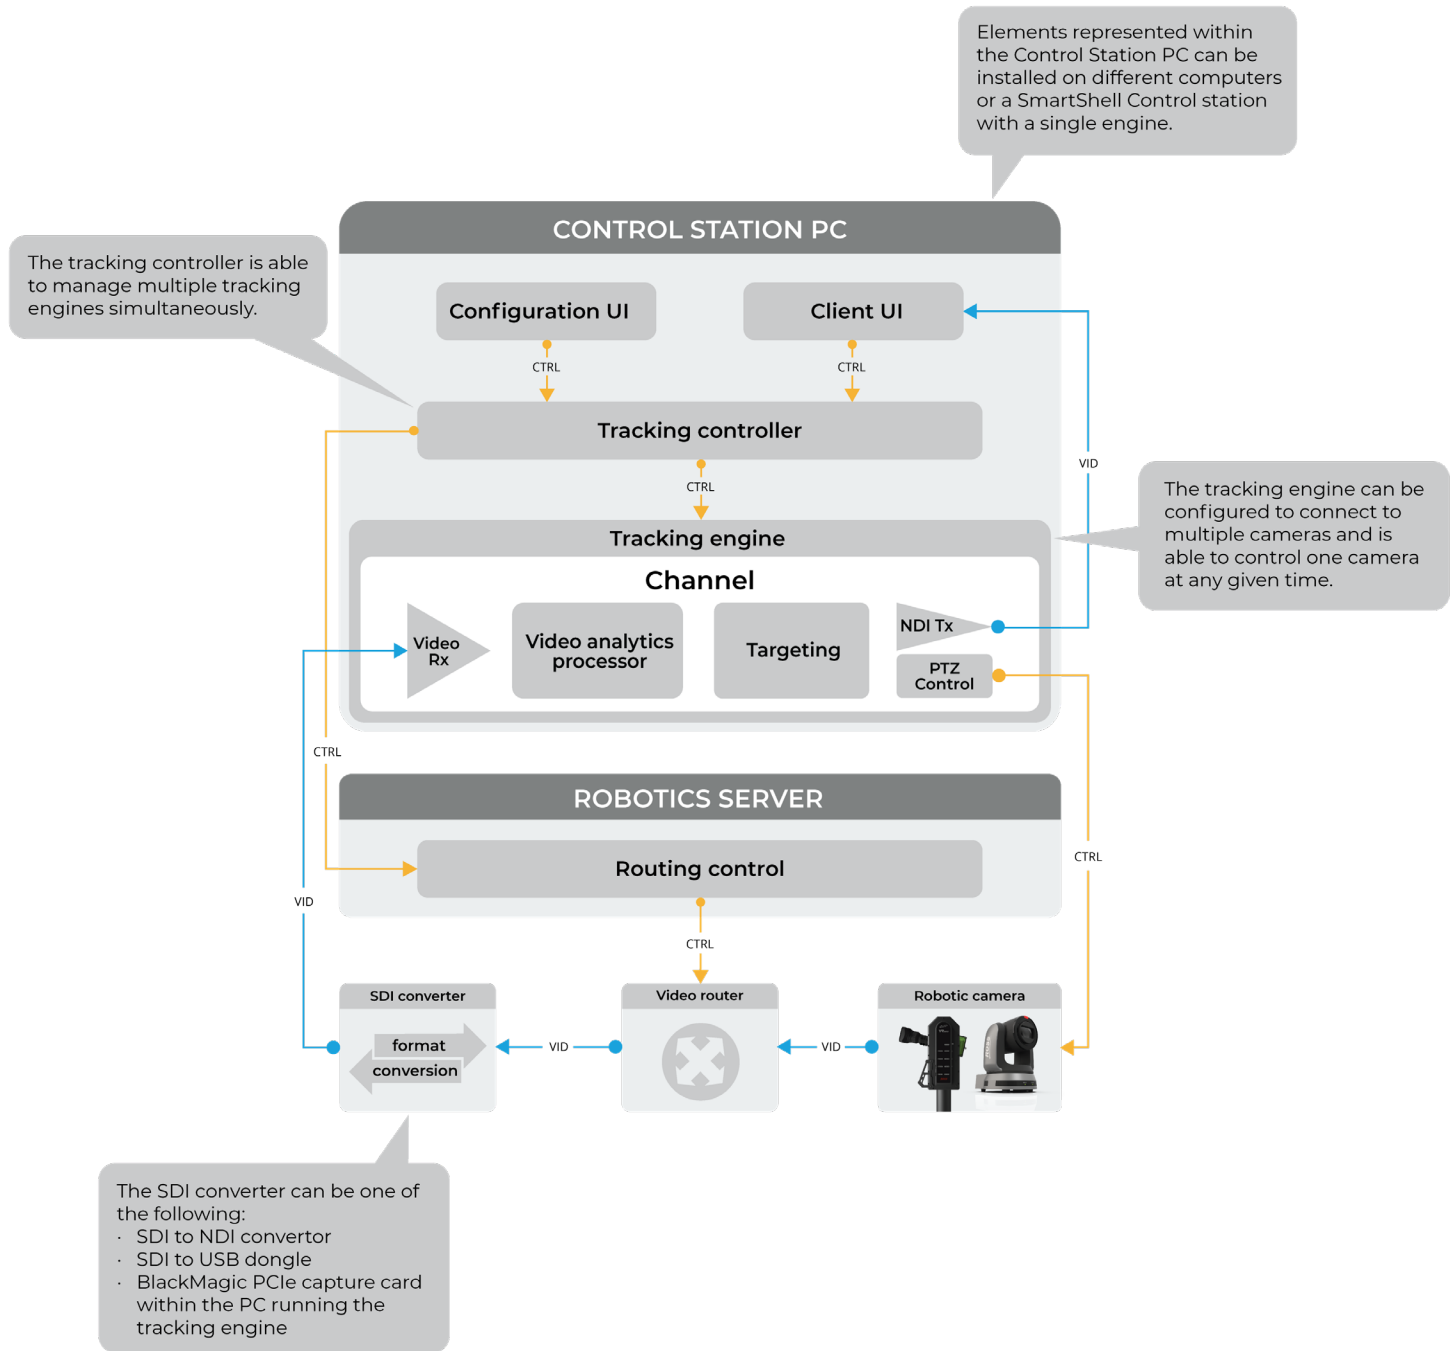 Elements represented within
the Control Station PC can be
installed on different computers
or a SmartShell Control station
with a single engine.
CONTROL STATION PC
The tracking controller is able
to manage multiple tracking
engines simultaneously.
Configuration UI
Client UI
CTRL
CTRL
Tracking controller
VID
CTRL
The tracking engine can be
configured to connect to
multiple cameras and is
able to control one camera
at any given time.
Tracking engine
Channel
Video
Rx
Video analytics
processor
Targeting
NDI Tx
PTZ
Control
CTRL
ROBOTICS SERVER
CTRL
Routing control
VID
CTRL
SDI converter
Video router
Robotic camera
format
conversion
VID
VID
The SDI converter can be one of
the following:
· SDI to NDI convertor
· SDI to USB dongle
· BlackMagic PCIe capture card
within the PC running the
tracking engine